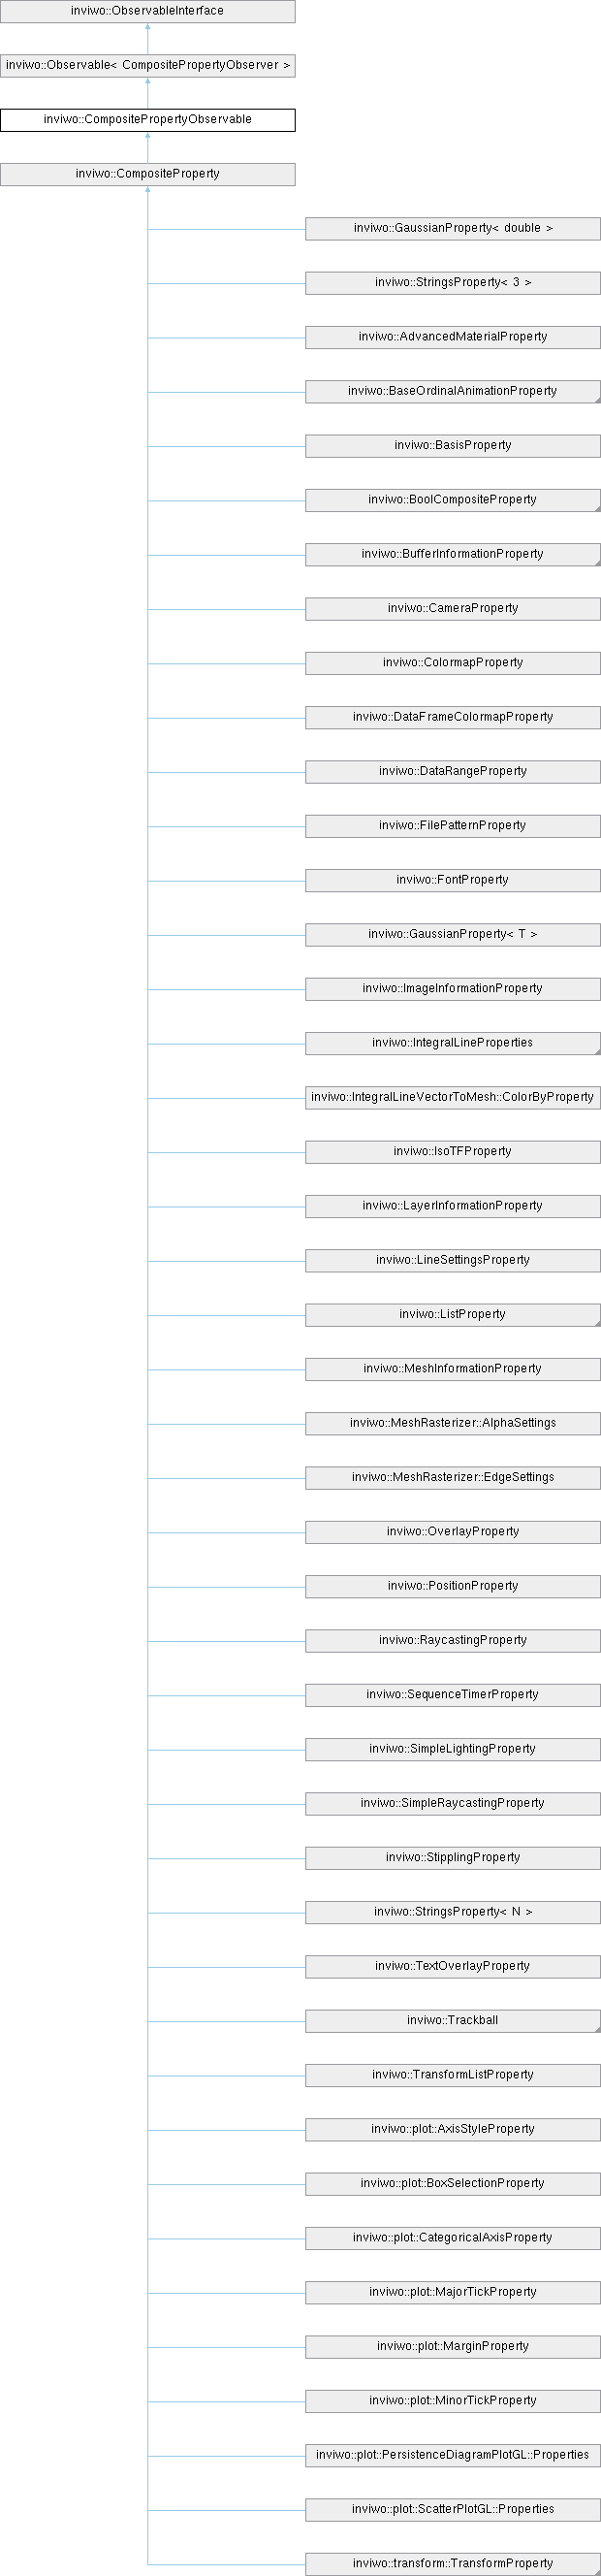 inviwo::ObservableInterface
inviwo::Observable< CompositePropertyObserver >
inviwo::CompositePropertyObservable
inviwo::CompositeProperty
inviwo::GaussianProperty< double >
inviwo::StringsProperty< 3 >
inviwo::AdvancedMaterialProperty
inviwo::BaseOrdinalAnimationProperty
inviwo::BasisProperty
inviwo::BoolCompositeProperty
inviwo::BufferInformationProperty
inviwo::CameraProperty
inviwo::ColormapProperty
inviwo::DataFrameColormapProperty
inviwo::DataRangeProperty
inviwo::FilePatternProperty
inviwo::FontProperty
inviwo::GaussianProperty< T >
inviwo::ImageInformationProperty
inviwo::IntegralLineProperties
inviwo::IntegralLineVectorToMesh::ColorByProperty
inviwo::IsoTFProperty
inviwo::LayerInformationProperty
inviwo::LineSettingsProperty
inviwo::ListProperty
inviwo::MeshInformationProperty
inviwo::MeshRasterizer::AlphaSettings
inviwo::MeshRasterizer::EdgeSettings
inviwo::OverlayProperty
inviwo::PositionProperty
inviwo::RaycastingProperty
inviwo::SequenceTimerProperty
inviwo::SimpleLightingProperty
inviwo::SimpleRaycastingProperty
inviwo::StipplingProperty
inviwo::StringsProperty< N >
inviwo::TextOverlayProperty
inviwo::Trackball
inviwo::TransformListProperty
inviwo::plot::AxisStyleProperty
inviwo::plot::BoxSelectionProperty
inviwo::plot::CategoricalAxisProperty
inviwo::plot::MajorTickProperty
inviwo::plot::MarginProperty
inviwo::plot::MinorTickProperty
inviwo::plot::PersistenceDiagramPlotGL::Properties
inviwo::plot::ScatterPlotGL::Properties
inviwo::transform::TransformProperty